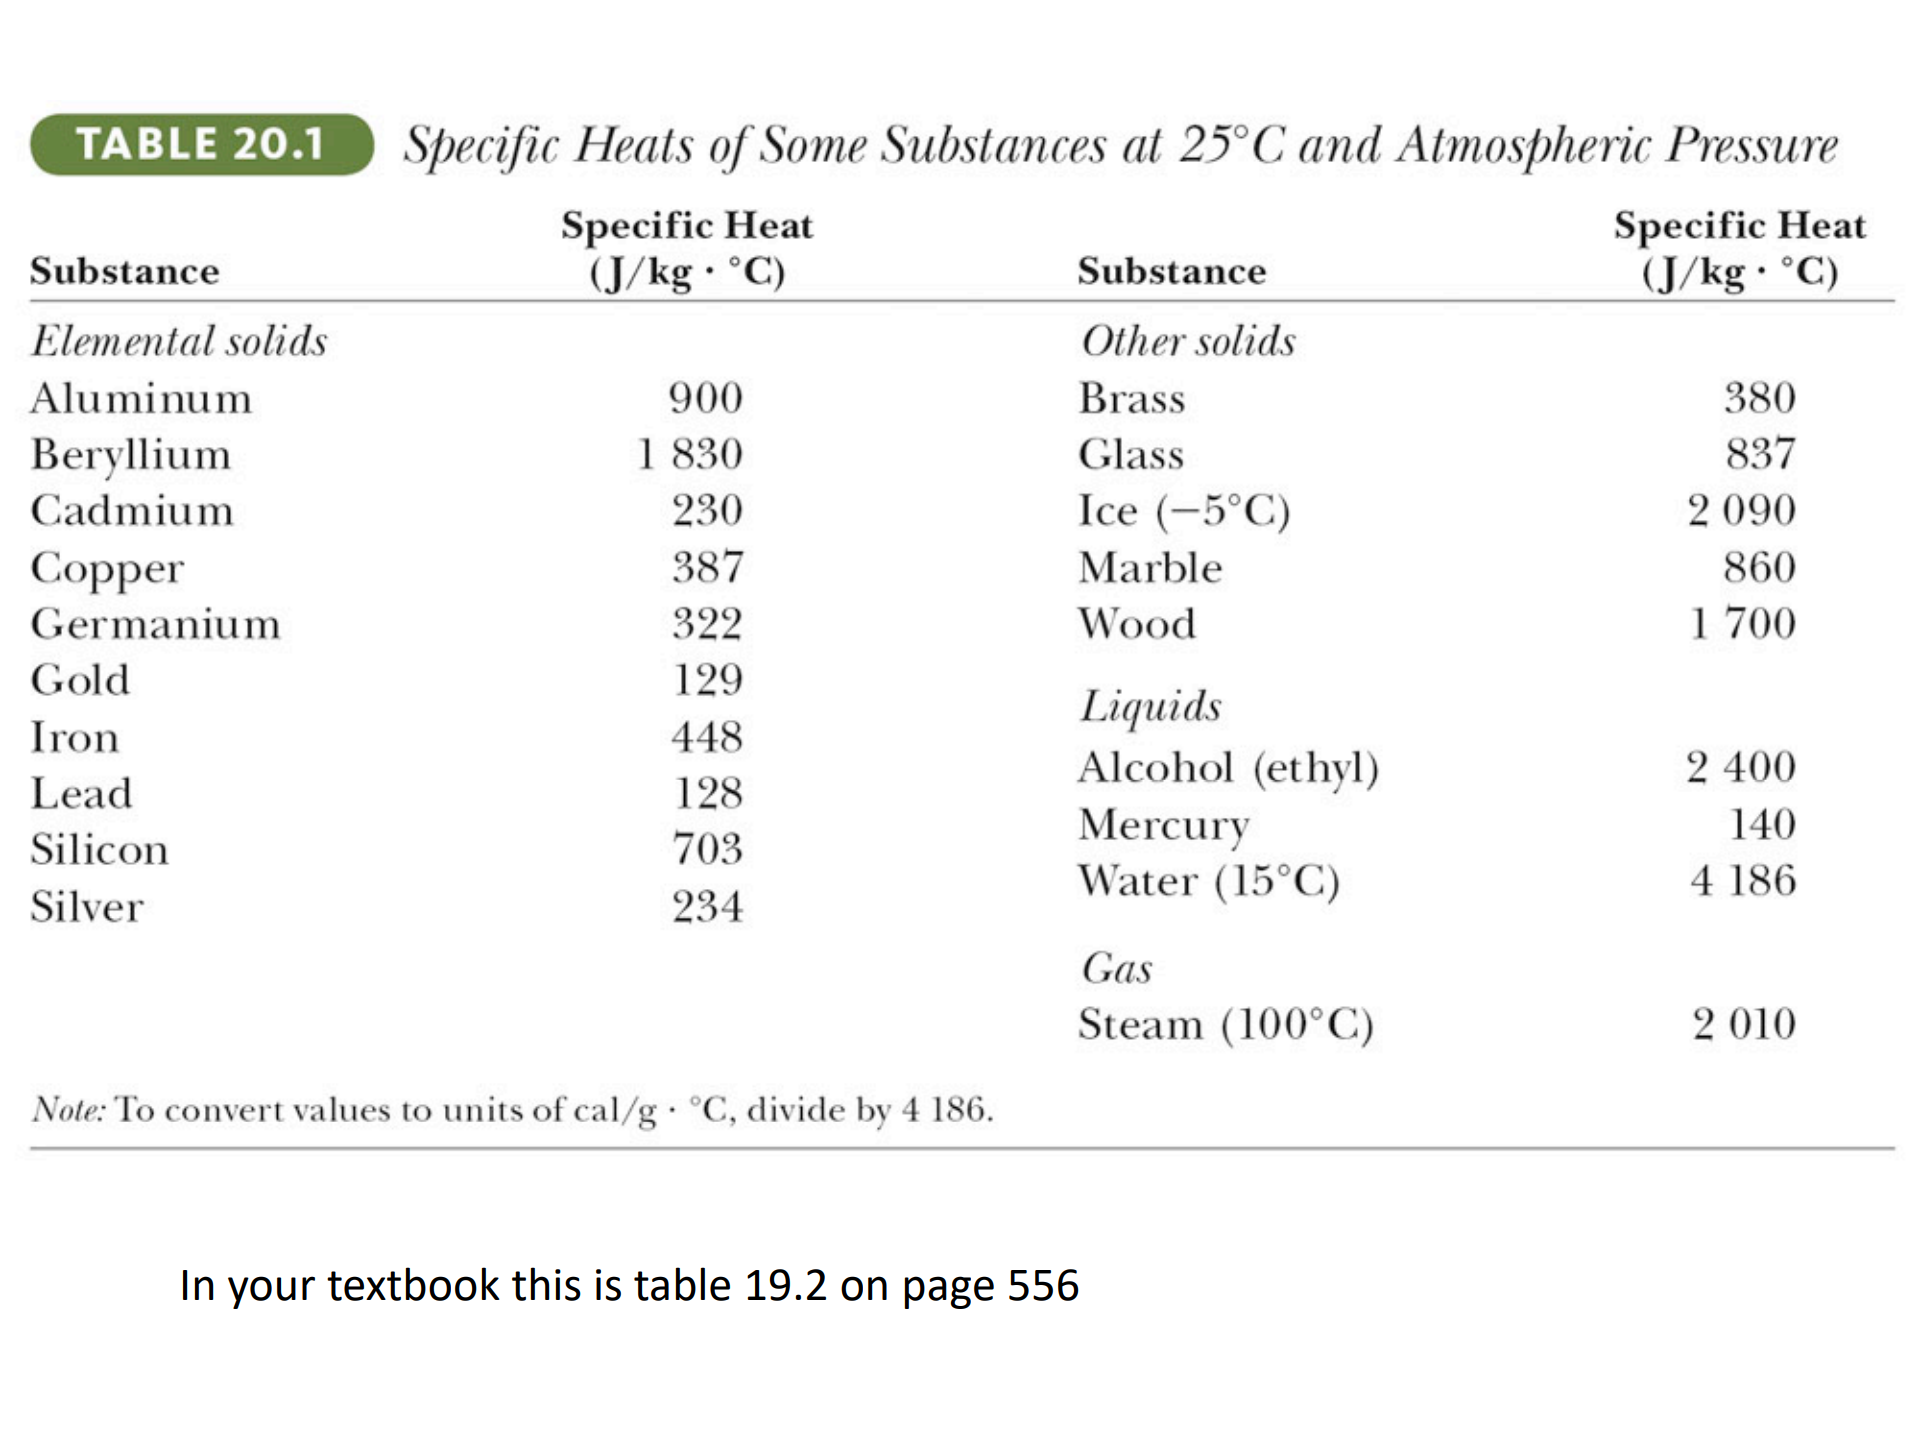 TABLE 20.1 Specific Heats of Some Substances at 25°C and Atmospheric Pressure
Substance Specific Heat (J/kg · °C) Substance Specific Heat (J/kg · °C)
Elemental solids
Aluminum 900
Beryllium 1 830
Cadmium 230
Copper 387
Germanium 322
Gold 129
Iron 448
Lead 128
Silicon 703
Silver 234
Other solids
Brass 380
Glass 837
Ice (−5°C) 2 090
Marble 860
Wood 1 700
Liquids
Alcohol (ethyl) 2 400
Mercury 140
Water (15°C) 4 186
Gas
Steam (100°C) 2 010
Note: To convert values to units of cal/g · °C, divide by 4 186.
In your textbook this is table 19.2 on page 556